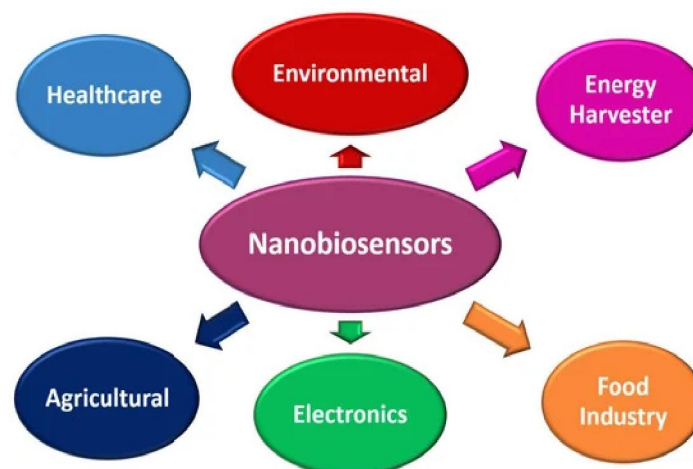 Environmental
Healthcare
Energy
Harvester
Nanobiosensors
Agricultural
Electronics
Food
Industry